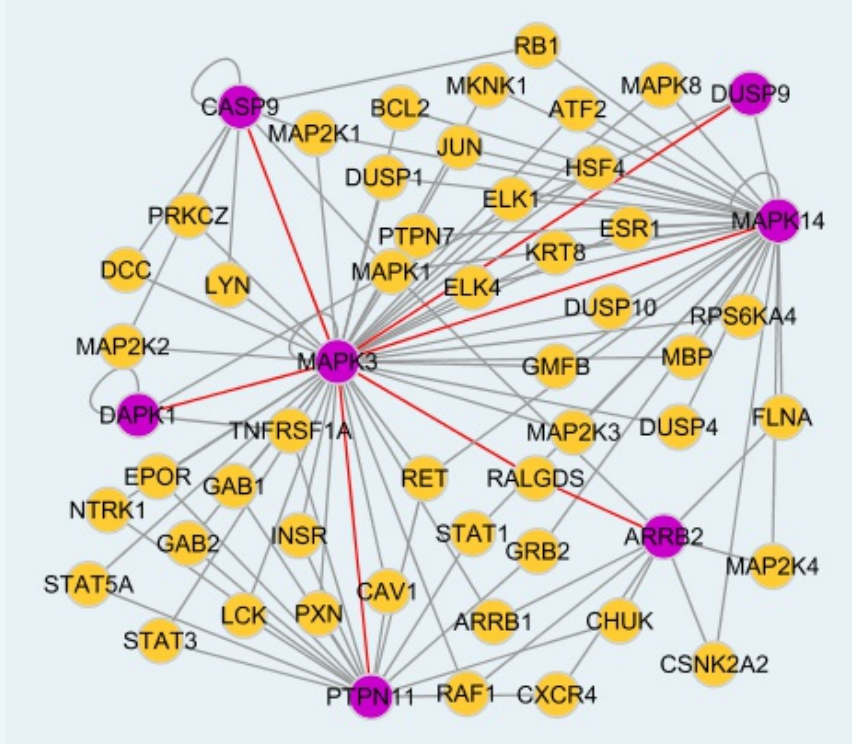 RB1
MKNK1
MAPK8
DUSP9
CASP9
BCL2
ATF2
MAP2K1
JUN
HSF4
DUSP1
ELK1
PRKCZ
MAPK14
PTPN7
ESR1
KRT8
DCC
MAPK1
LYN
ELK4
DUSP10
RPS6KA4
MAP2K2
MAPK3
GMFB
MBP
DAPK1
TNFRSF1A
MAP2K3
DUSP4
FLNA
EPOR
GAB1
RET
RALGDS
NTRK1
INSR
STAT1
GAB2
GRB2
ARRB2
STAT5A
MAP2K4
CAV1
LCK
PXN
ARRB1
CHUK
STAT3
CSNK2A2
PTPN11
RAF1
CXCR4